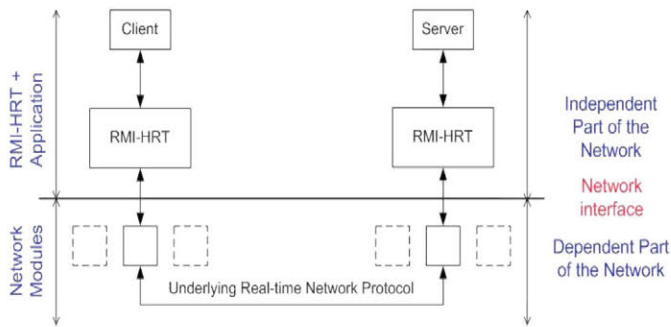 Client
Server
RMI-HRT +
Application
RMI-HRT
RMI-HRT
Independent
Part of the
Network
Network
interface
Network
Modules
Dependent Part
of the Network
Underlying Real-time Network Protocol